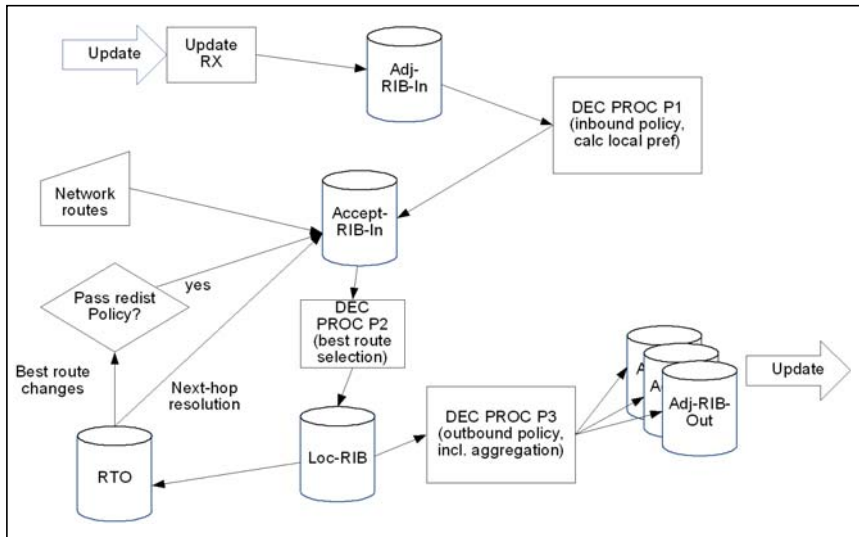 Update
Update
RX
Adj-
RIB-In
DEC PROC P1
(inbound policy,
calc local pref)
Network
routes
Accept-
RIB-In
yes
Pass redist
Policy?
DEC
PROC P2
(best route
selection)
Best route
changes
Next-hop
resolution
RTO
Loc-RIB
DEC PROC P3
(outbound policy,
incl. aggregation)
A
A
Adj-RIB-
Out
Update